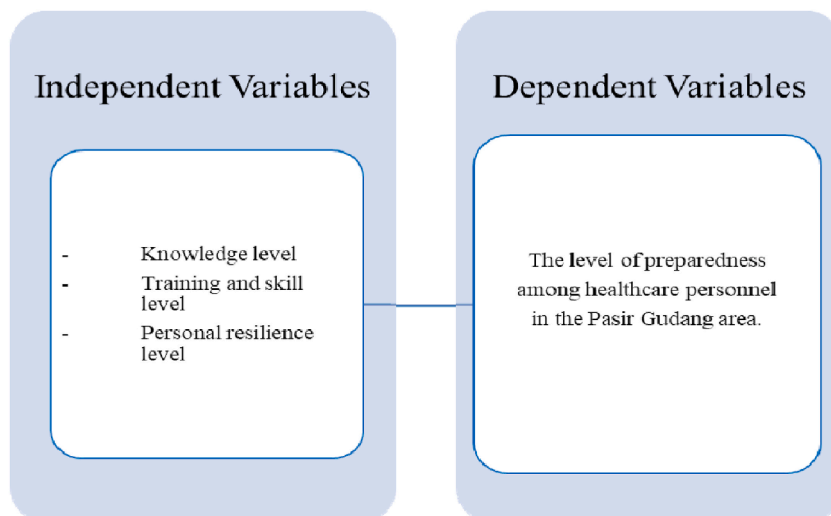 Independent Variables
- Knowledge level
- Training and skill
level
- Personal resilience
level
Dependent Variables
The level of preparedness
among healthcare personnel
in the Pasir Gudang area.